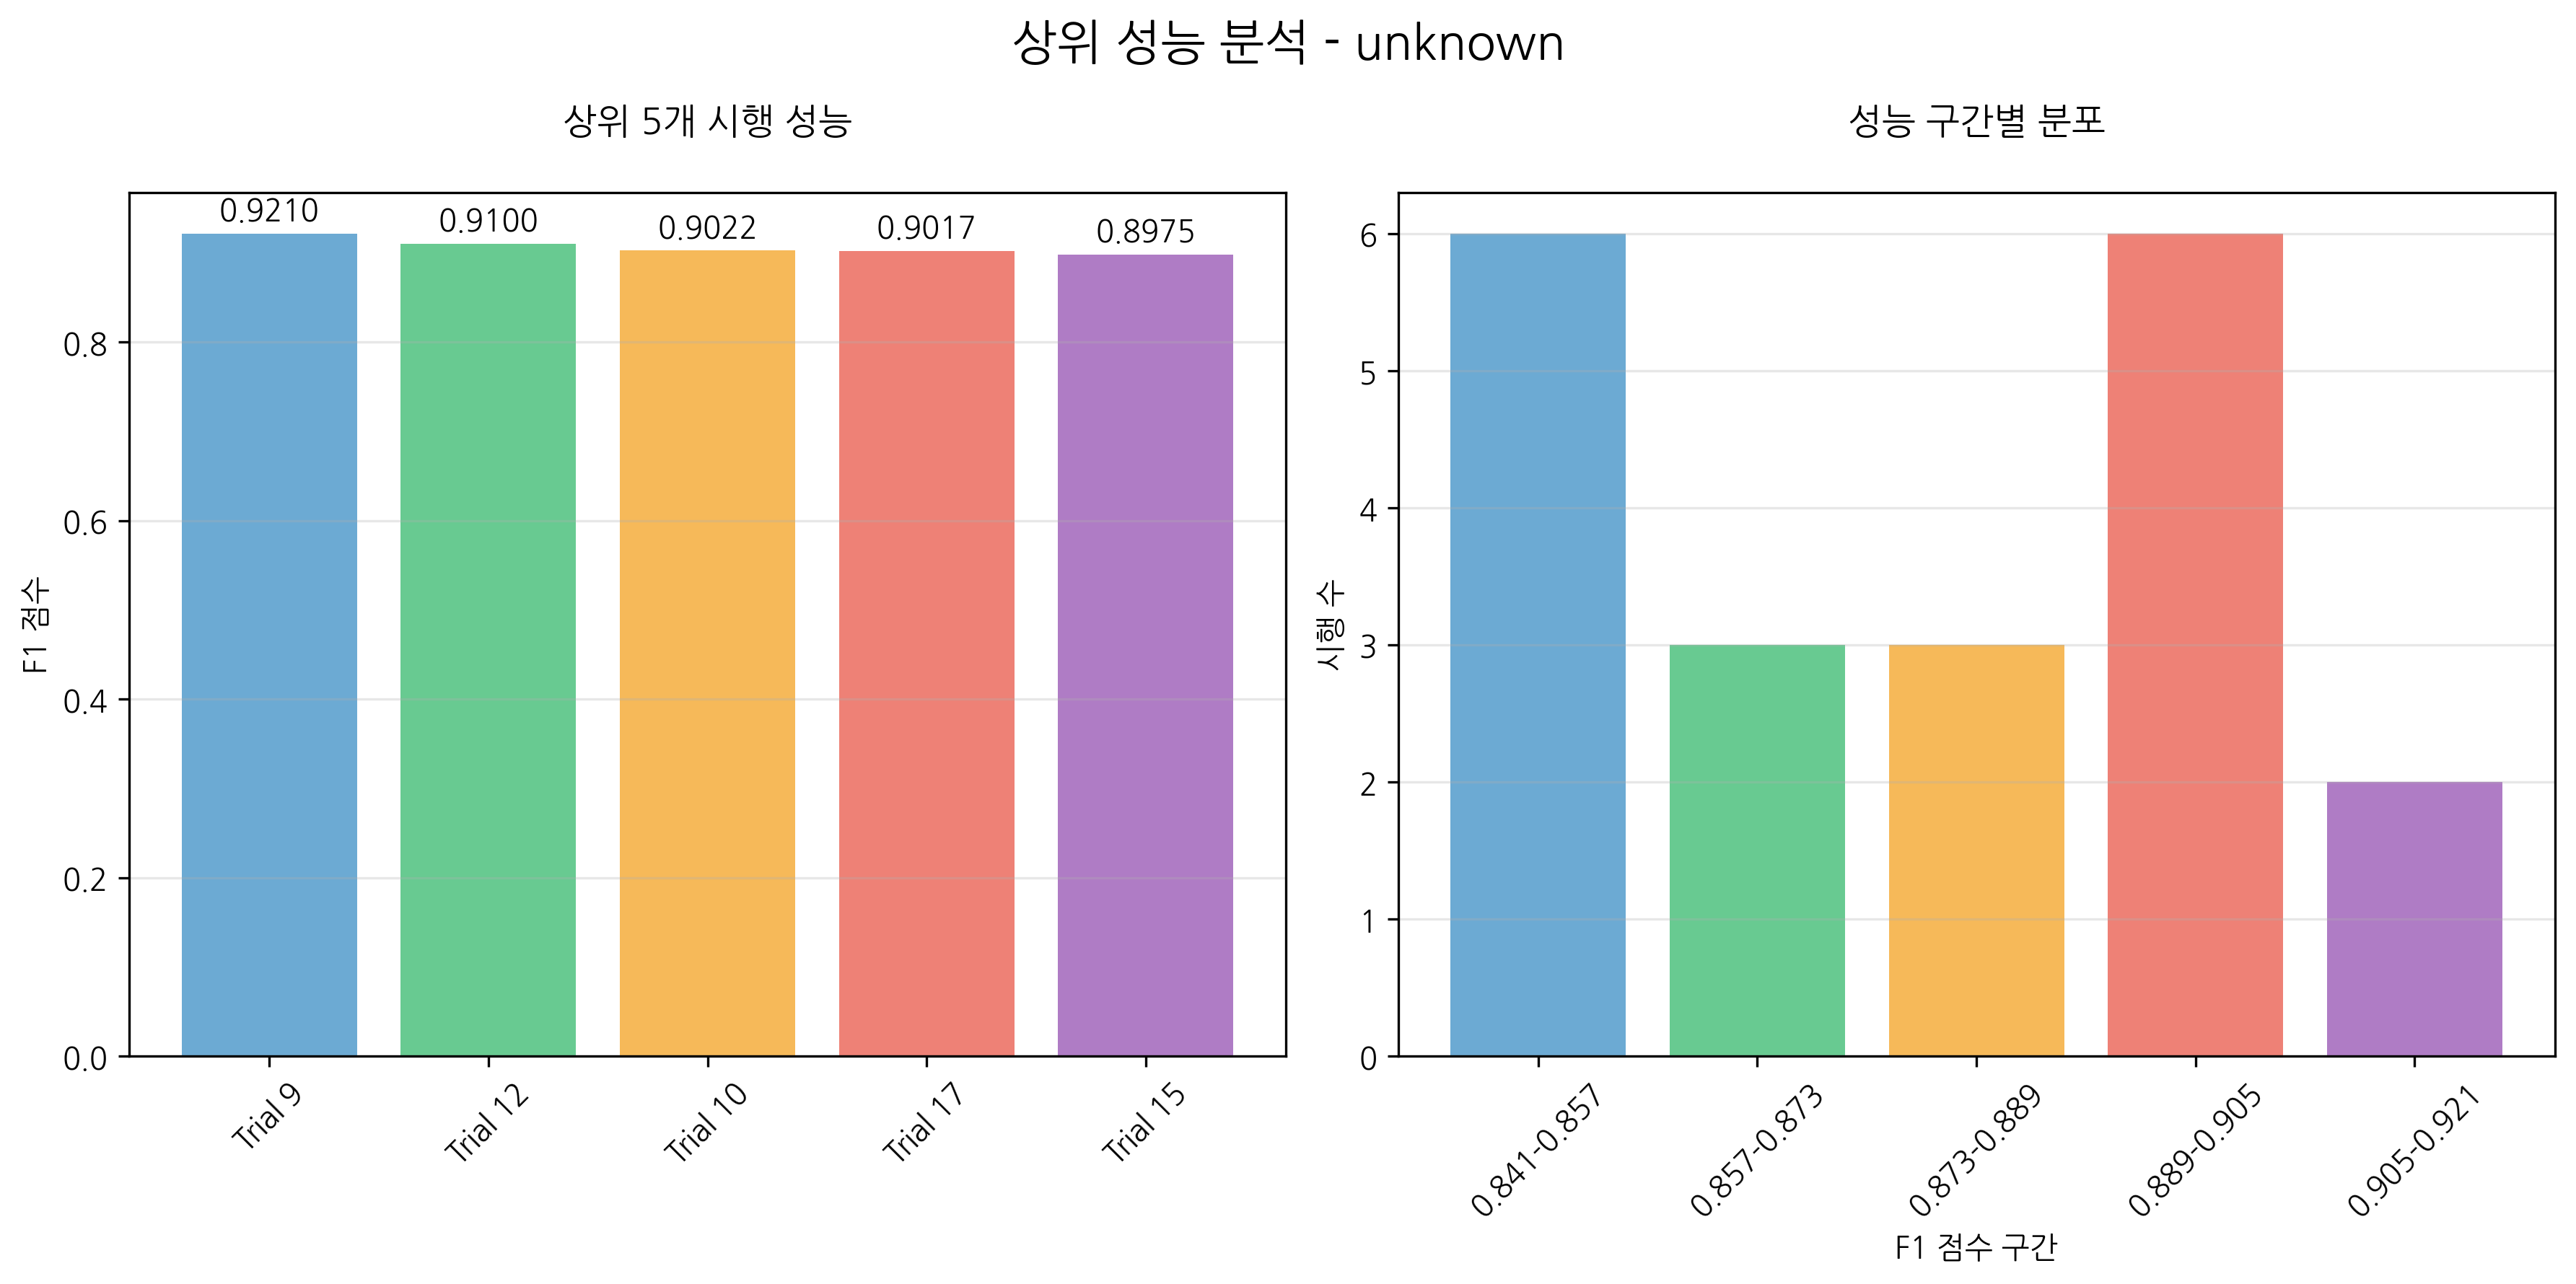 상위 성능 분석 - unknown
상위 5개 시행 성능
F1 점수
0.8
0.6
0.4
0.2
0.0
0.9210
0.9100
0.9022
0.9017
0.8975
Trial 9
Trial 12
Trial 10
Trial 17
Trial 15
성능 구간별 분포
시행 수
6
5
4
3
2
1
0
0.841-0.857
0.857-0.873
0.873-0.889
0.889-0.905
0.905-0.921
F1 점수 구간